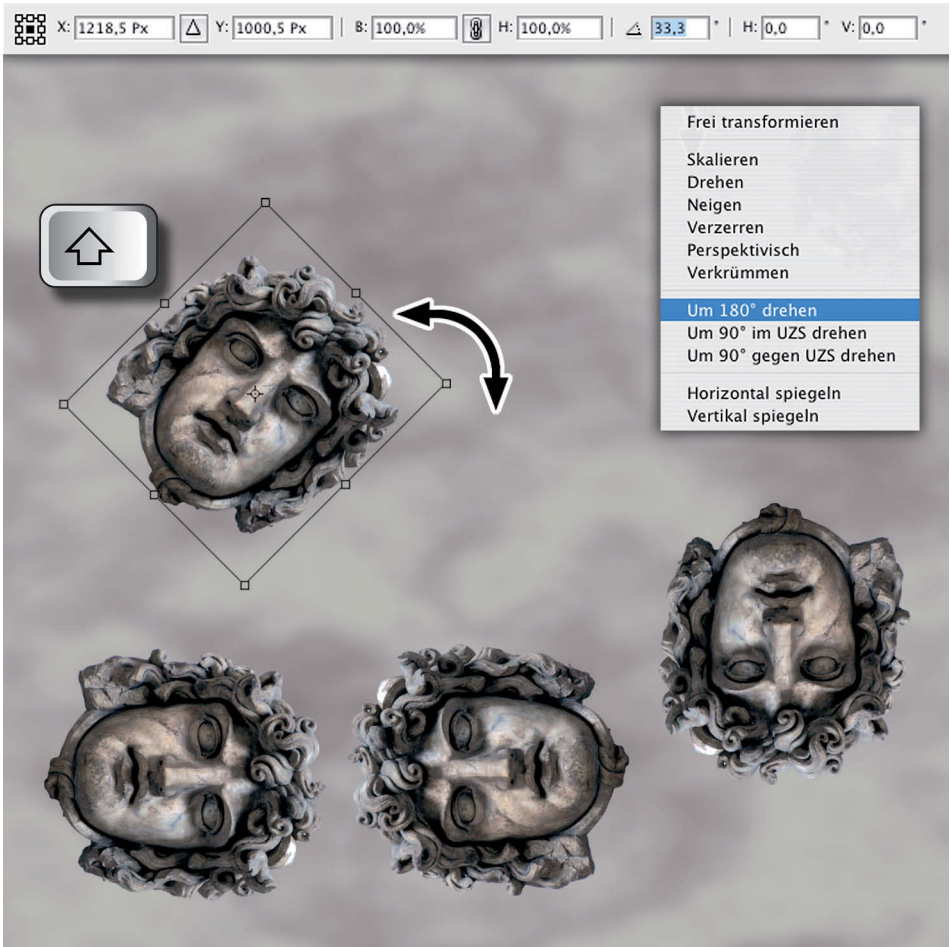 X: 1218,5 Px Δ Y: 1000,5 Px B: 100,0% H: 100,0% 33,3 ° H: 0,0 ° V: 0,0 °
Frei transformieren
Skalieren
Drehen
Neigen
Verzerren
Perspektivisch
Verkrümmen
Um 180° drehen
Um 90° im UZS drehen
Um 90° gegen UZS drehen
Horizontal spiegeln
Vertikal spiegeln